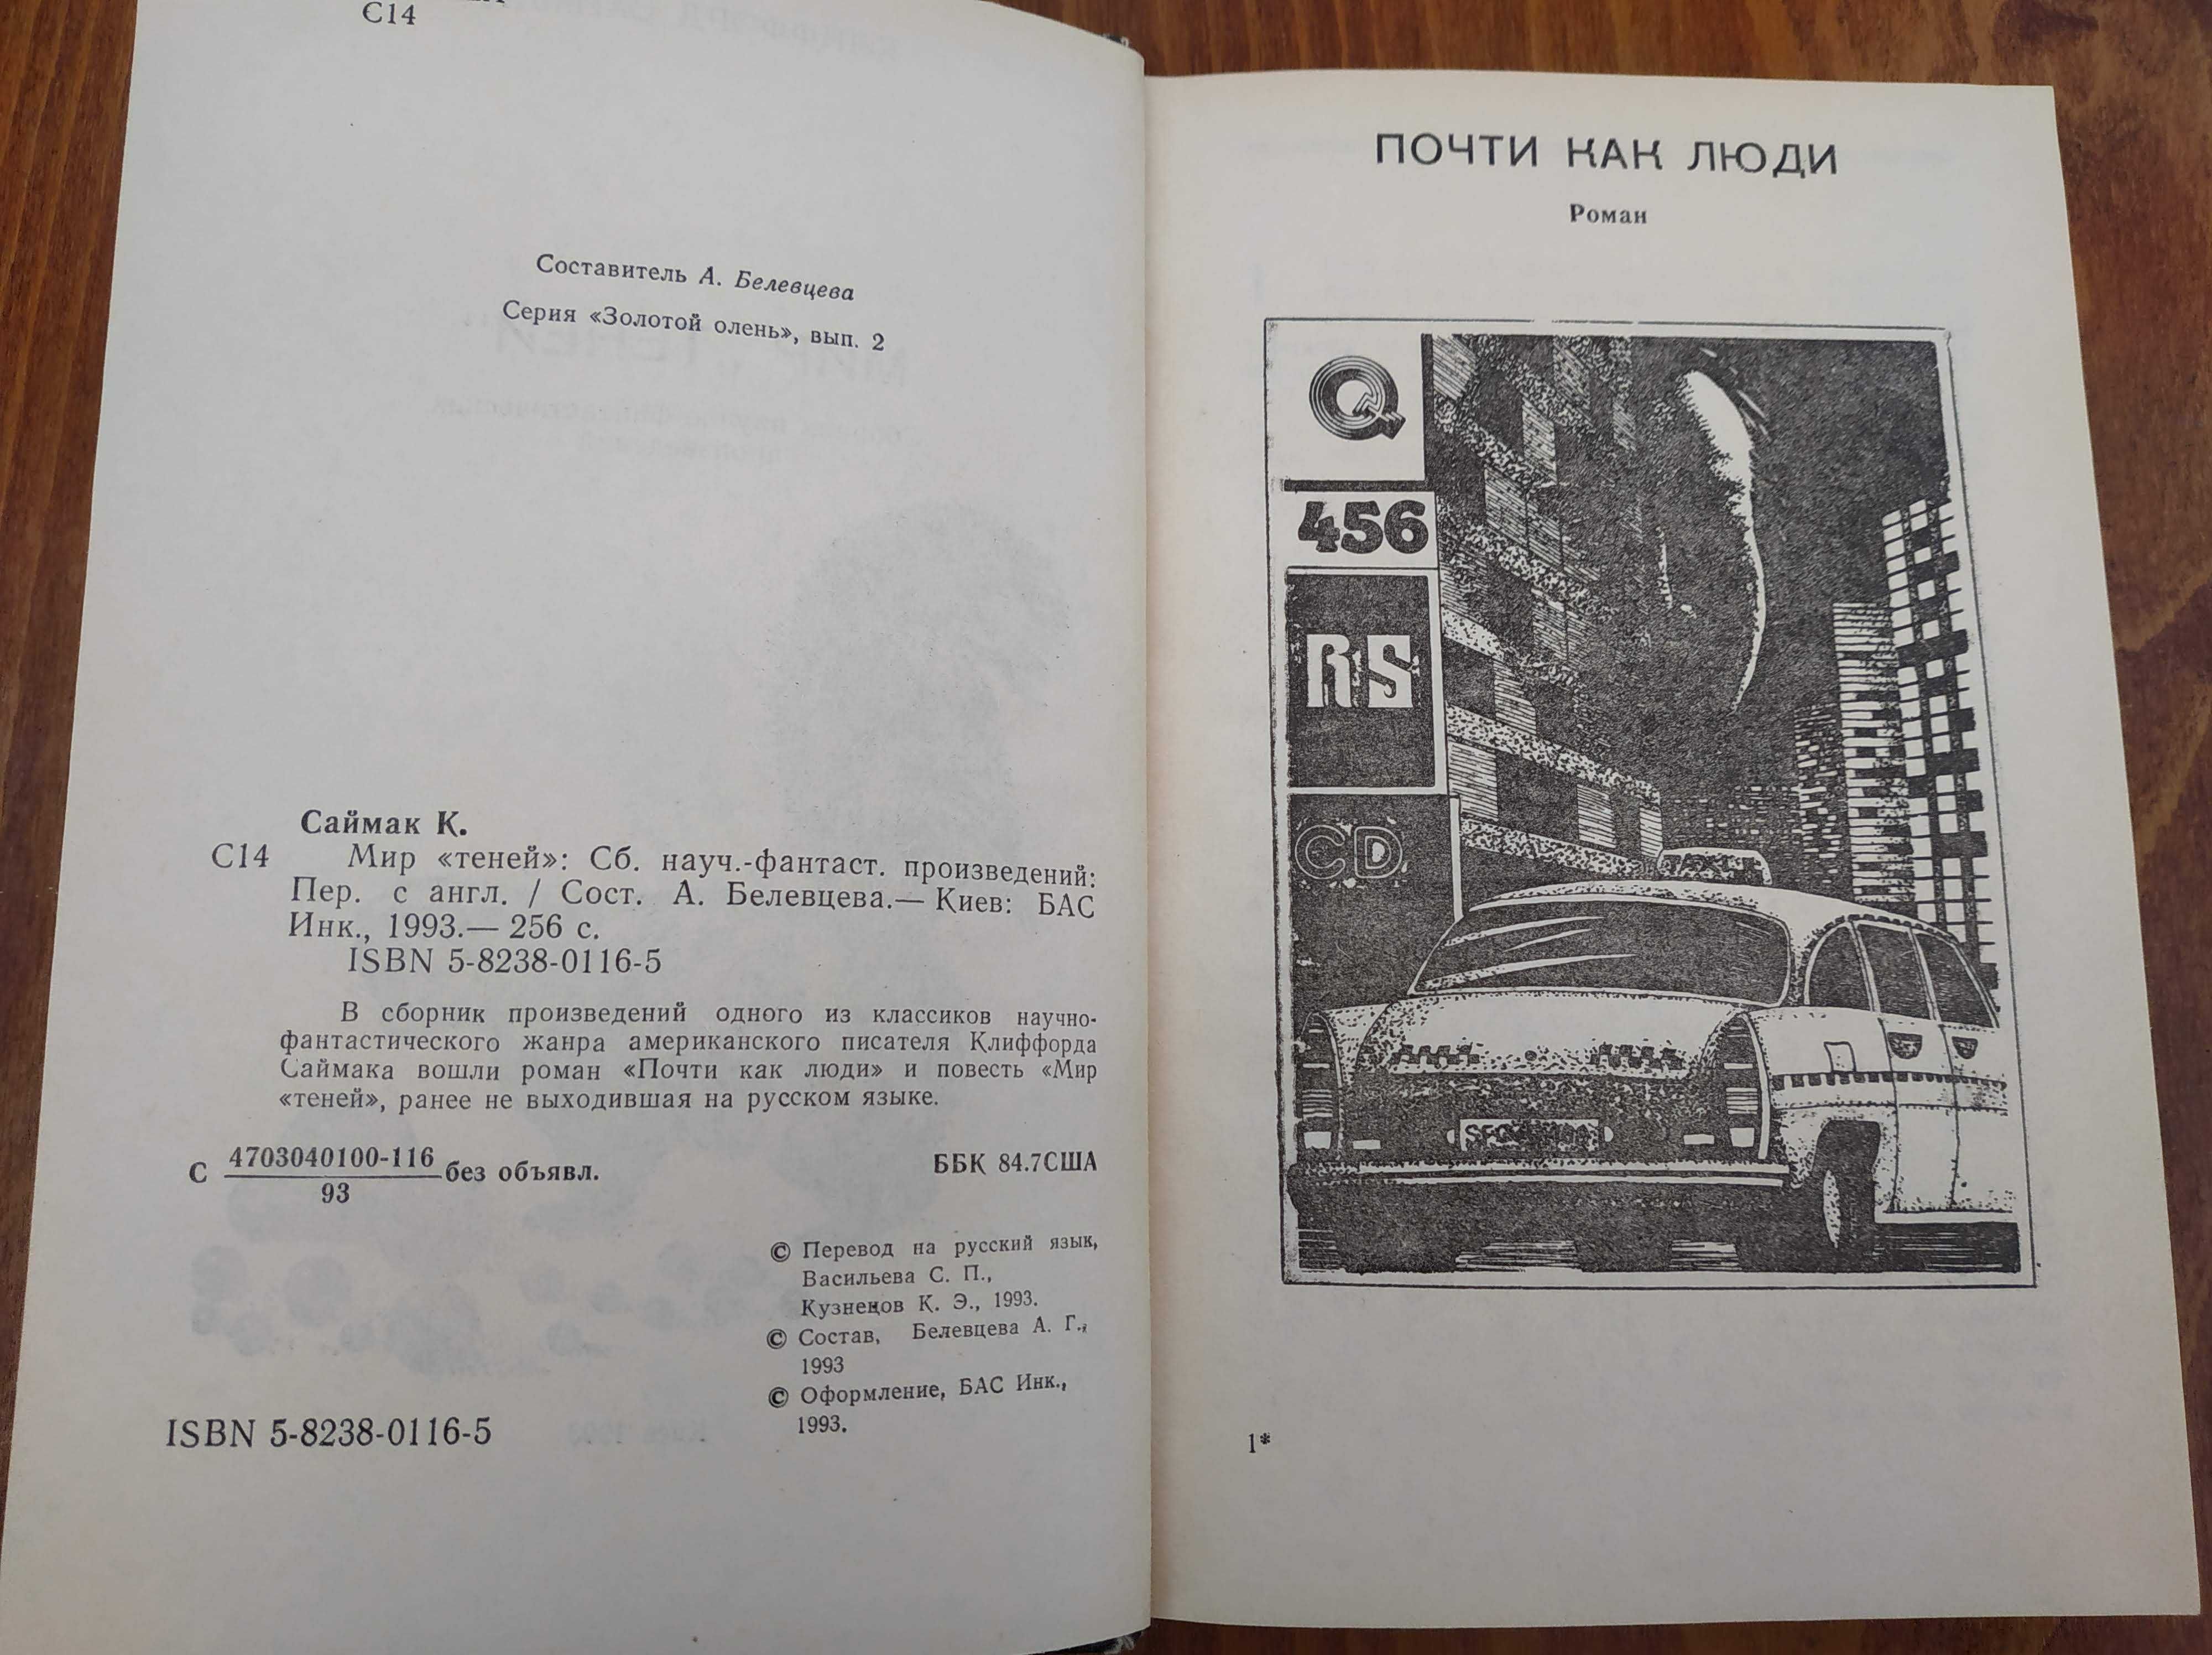 С14
Составитель А. Белевцева
Серия «Золотой олень», вып. 2
Саймак К.
С14 Мир «теней»: Сб. науч.-фантаст. произведений:
Пер. с англ. / Сост. А. Белевцева.— Киев: БАС
Инк., 1993.— 256 с.
ISBN 5-8238-0116-5
В сборник произведений одного из классиков научно-
фантастического жанра американского писателя Клиффорда
Саймака вошли роман «Почти как люди» и повесть «Мир
«теней», ранее не выходившая на русском языке.
С 4703040100-116 без объявл.
93
ББК 84.7США
© Перевод на русский язык,
Васильева С. П.,
Кузнецов К. Э., 1993.
© Состав, Белевцева А. Г.,
1993
© Оформление, БАС Инк.,
1993.
ISBN 5-8238-0116-5
ПОЧТИ КАК ЛЮДИ
Роман
Q
456
RS
CD
TAXI
1*